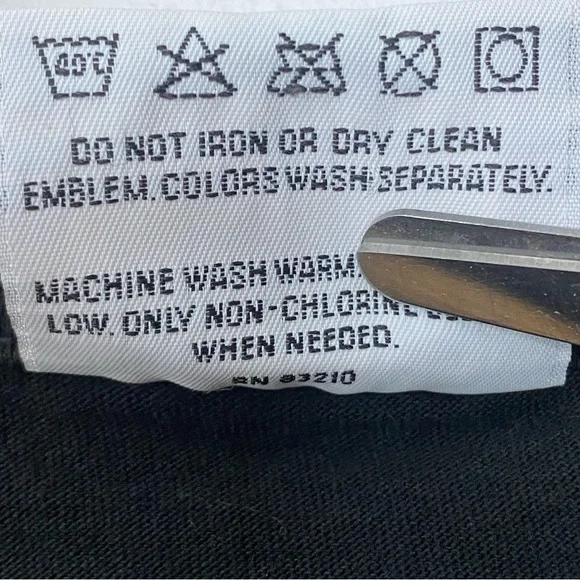 40°C
DO NOT IRON OR DRY CLEAN
EMBLEM. COLORS WASH SEPARATELY.
MACHINE WASH WARM
LOW. ONLY NON-CHLORINE
WHEN NEEDED.
RN 93210